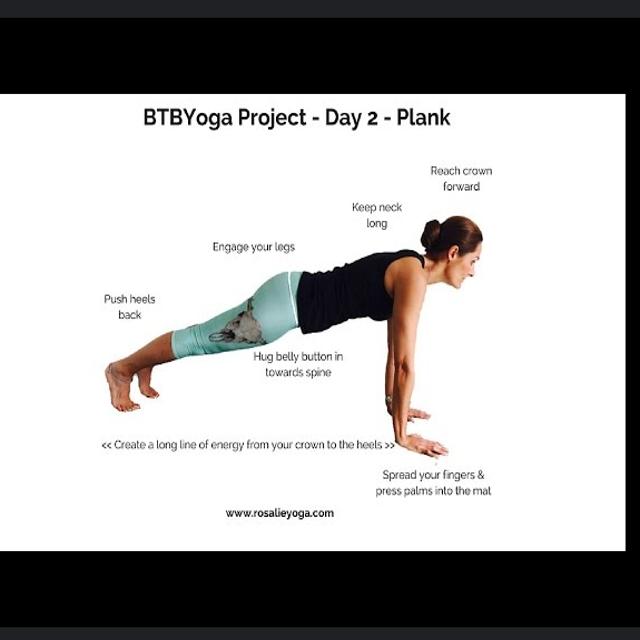 BTBYoga Project - Day 2 - Plank
Reach crown
forward
Keep neck
long
Engage your legs
Push heels
back
Hug belly button in
towards spine
<< Create a long line of energy from your crown to the heels >>
Spread your fingers &
press palms into the mat
www.rosalieyoga.com